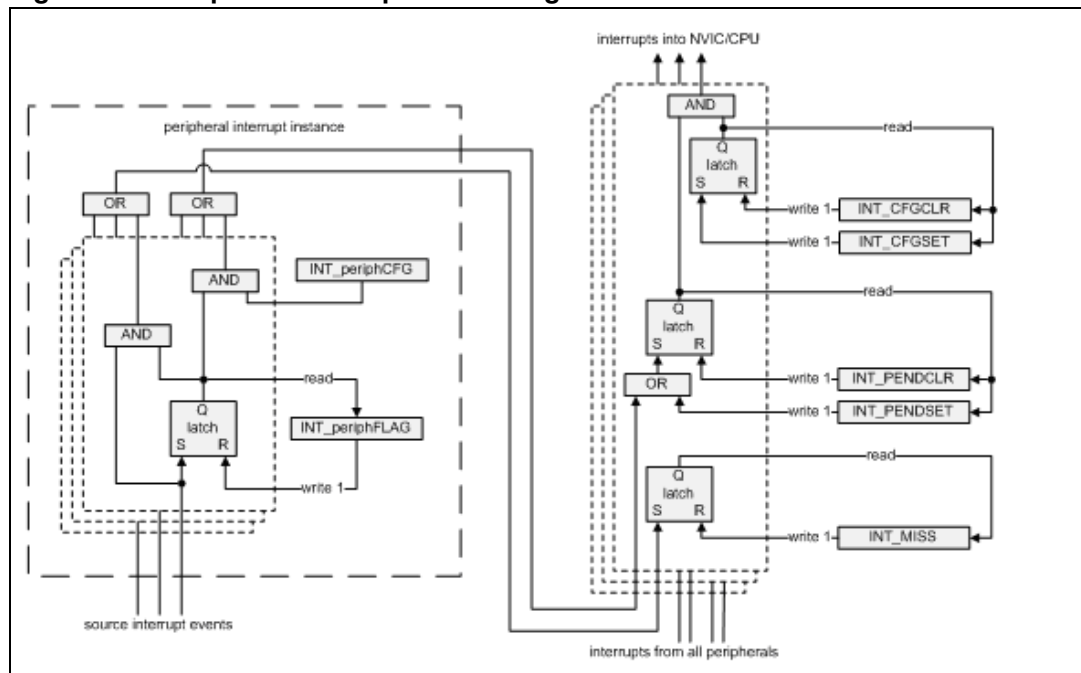 interrupts into NVIC/CPU
peripheral interrupt instance
OR
OR
AND
INT_periphCFG
AND
read
Q
latch
S R
INT_periphFLAG
write 1
source interrupt events
AND
read
Q
latch
S R
write 1
INT_CFGCLR
write 1
INT_CFGSET
read
Q
latch
S R
OR
write 1
INT_PENDCLR
write 1
INT_PENDSET
read
Q
latch
S R
write 1
INT_MISS
interrupts from all peripherals